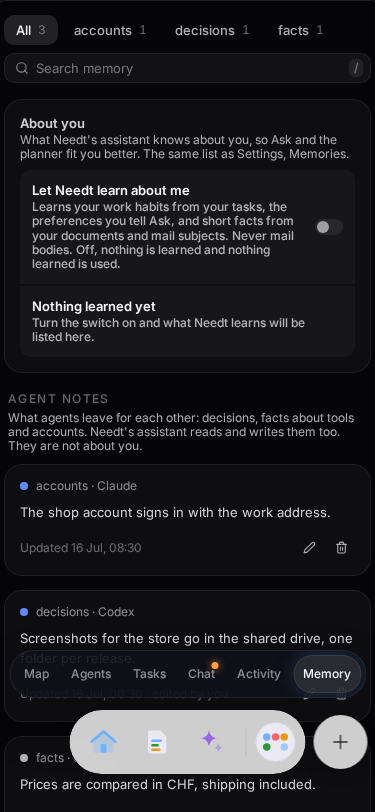 All 3 accounts 1 decisions 1 facts 1
Search memory /
About you
What Needt's assistant knows about you, so Ask and the
planner fit you better. The same list as Settings, Memories.
Let Needt learn about me
Learns your work habits from your tasks, the
preferences you tell Ask, and short facts from
your documents and mail subjects. Never mail
bodies. Off, nothing is learned and nothing
learned is used.
Nothing learned yet
Turn the switch on and what Needt learns will be
listed here.
AGENT NOTES
What agents leave for each other: decisions, facts about tools
and accounts. Needt's assistant reads and writes them too.
They are not about you.
accounts · Claude
The shop account signs in with the work address.
Updated 16 Jul, 08:30
decisions · Codex
Screenshots for the store go in the shared drive, one
folder per release.
Map Agents Tasks Chat Activity Memory
facts ·
Prices are compared in CHF, shipping included.